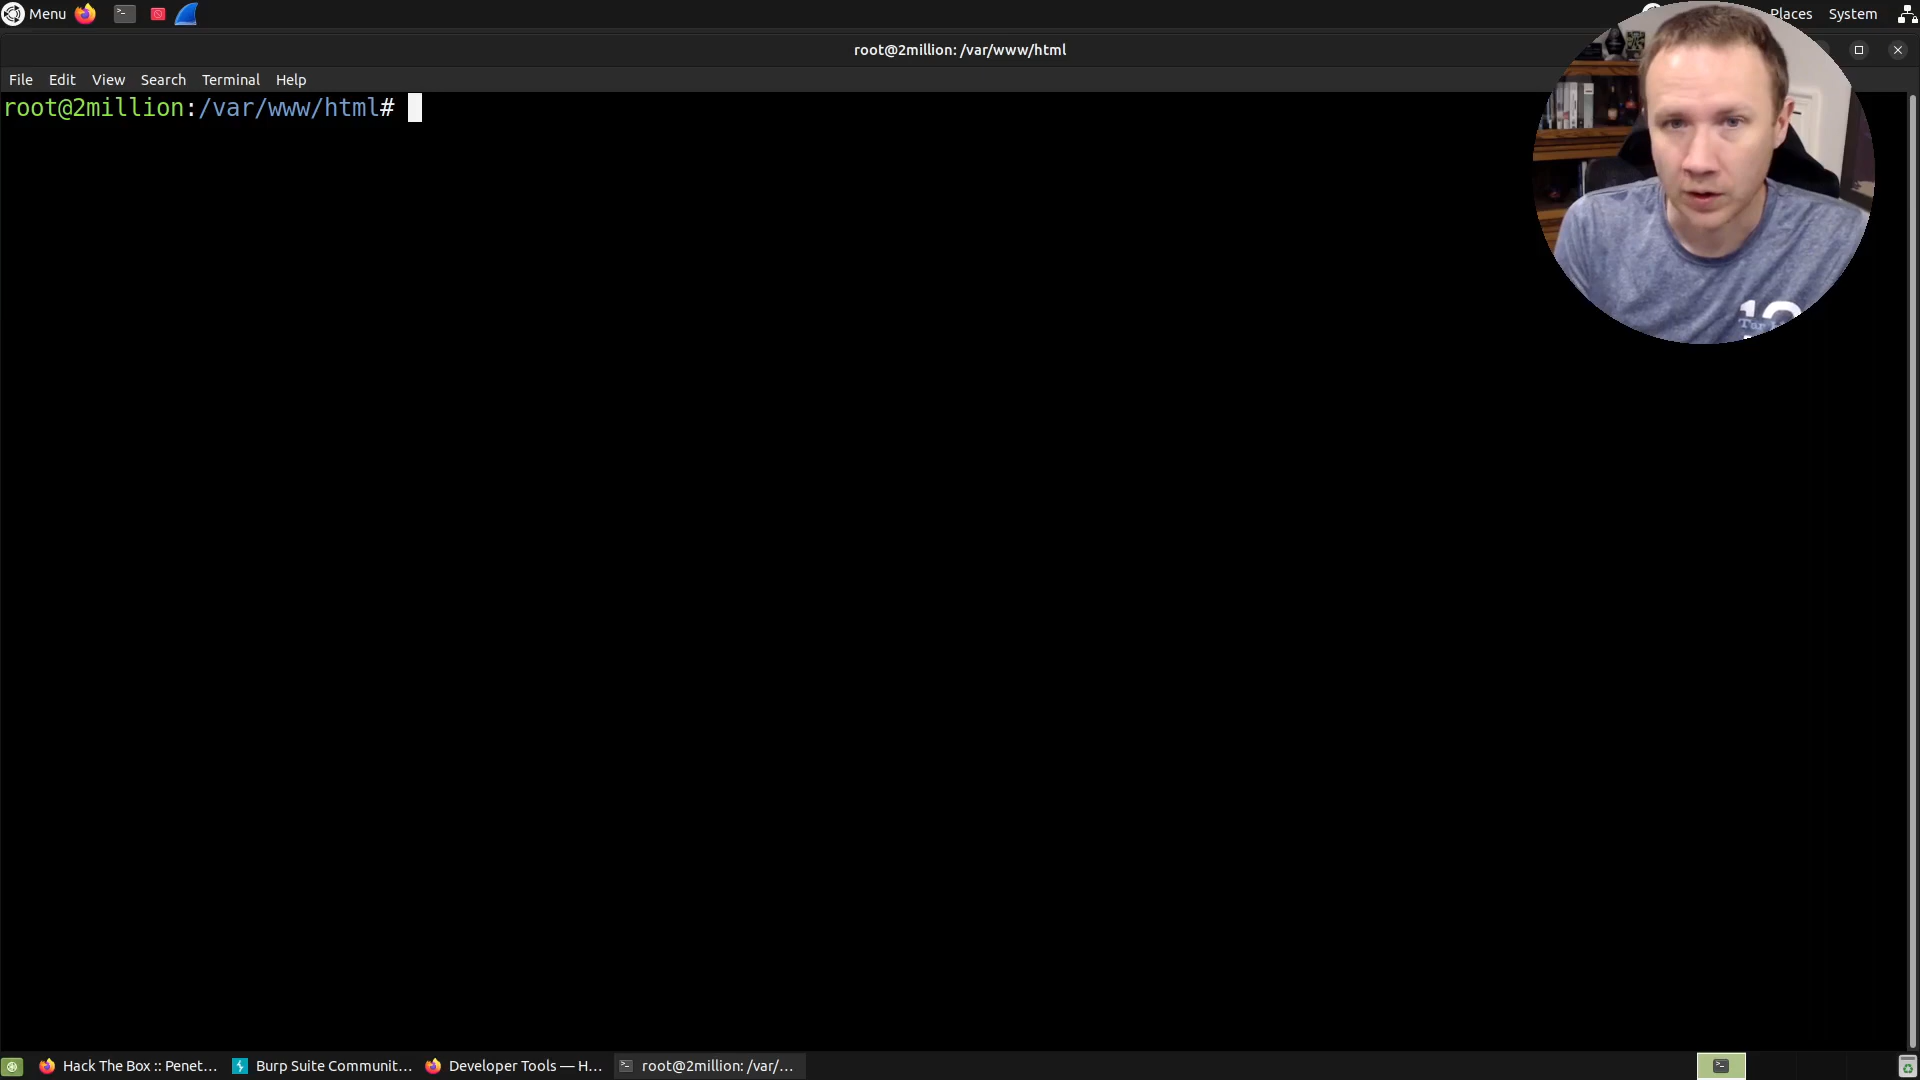 Menu
Places System
root@2million: /var/www/html
File Edit View Search Terminal Help
root@2million:/var/www/html#
Hack The Box :: Penet... Burp Suite Communit... Developer Tools — H... root@2million: /var/...